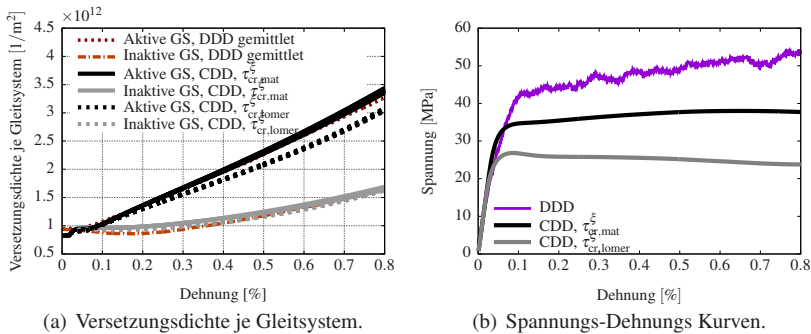 ×10^12
Versetzungsdichte je Gleitsystem [1/m^2]
4.5
4
3.5
3
2.5
2
1.5
1
0.5
Aktive GS, DDD gemittlet
Inaktive GS, DDD gemittlet
Aktive GS, CDD, τ^ξ_cr,mat
Inaktive GS, CDD, τ^ξ_cr,mat
Aktive GS, CDD, τ^ξ_cr,lomer
Inaktive GS, CDD, τ^ξ_cr,lomer
0 0.1 0.2 0.3 0.4 0.5 0.6 0.7 0.8
Dehnung [%]
(a) Versetzungsdichte je Gleitsystem.
Spannung [MPa]
60
50
40
30
20
10
0
DDD
CDD, τ^ξ_cr,mat
CDD, τ^ξ_cr,lomer
0 0.1 0.2 0.3 0.4 0.5 0.6 0.7 0.8
Dehnung [%]
(b) Spannungs-Dehnungs Kurven.